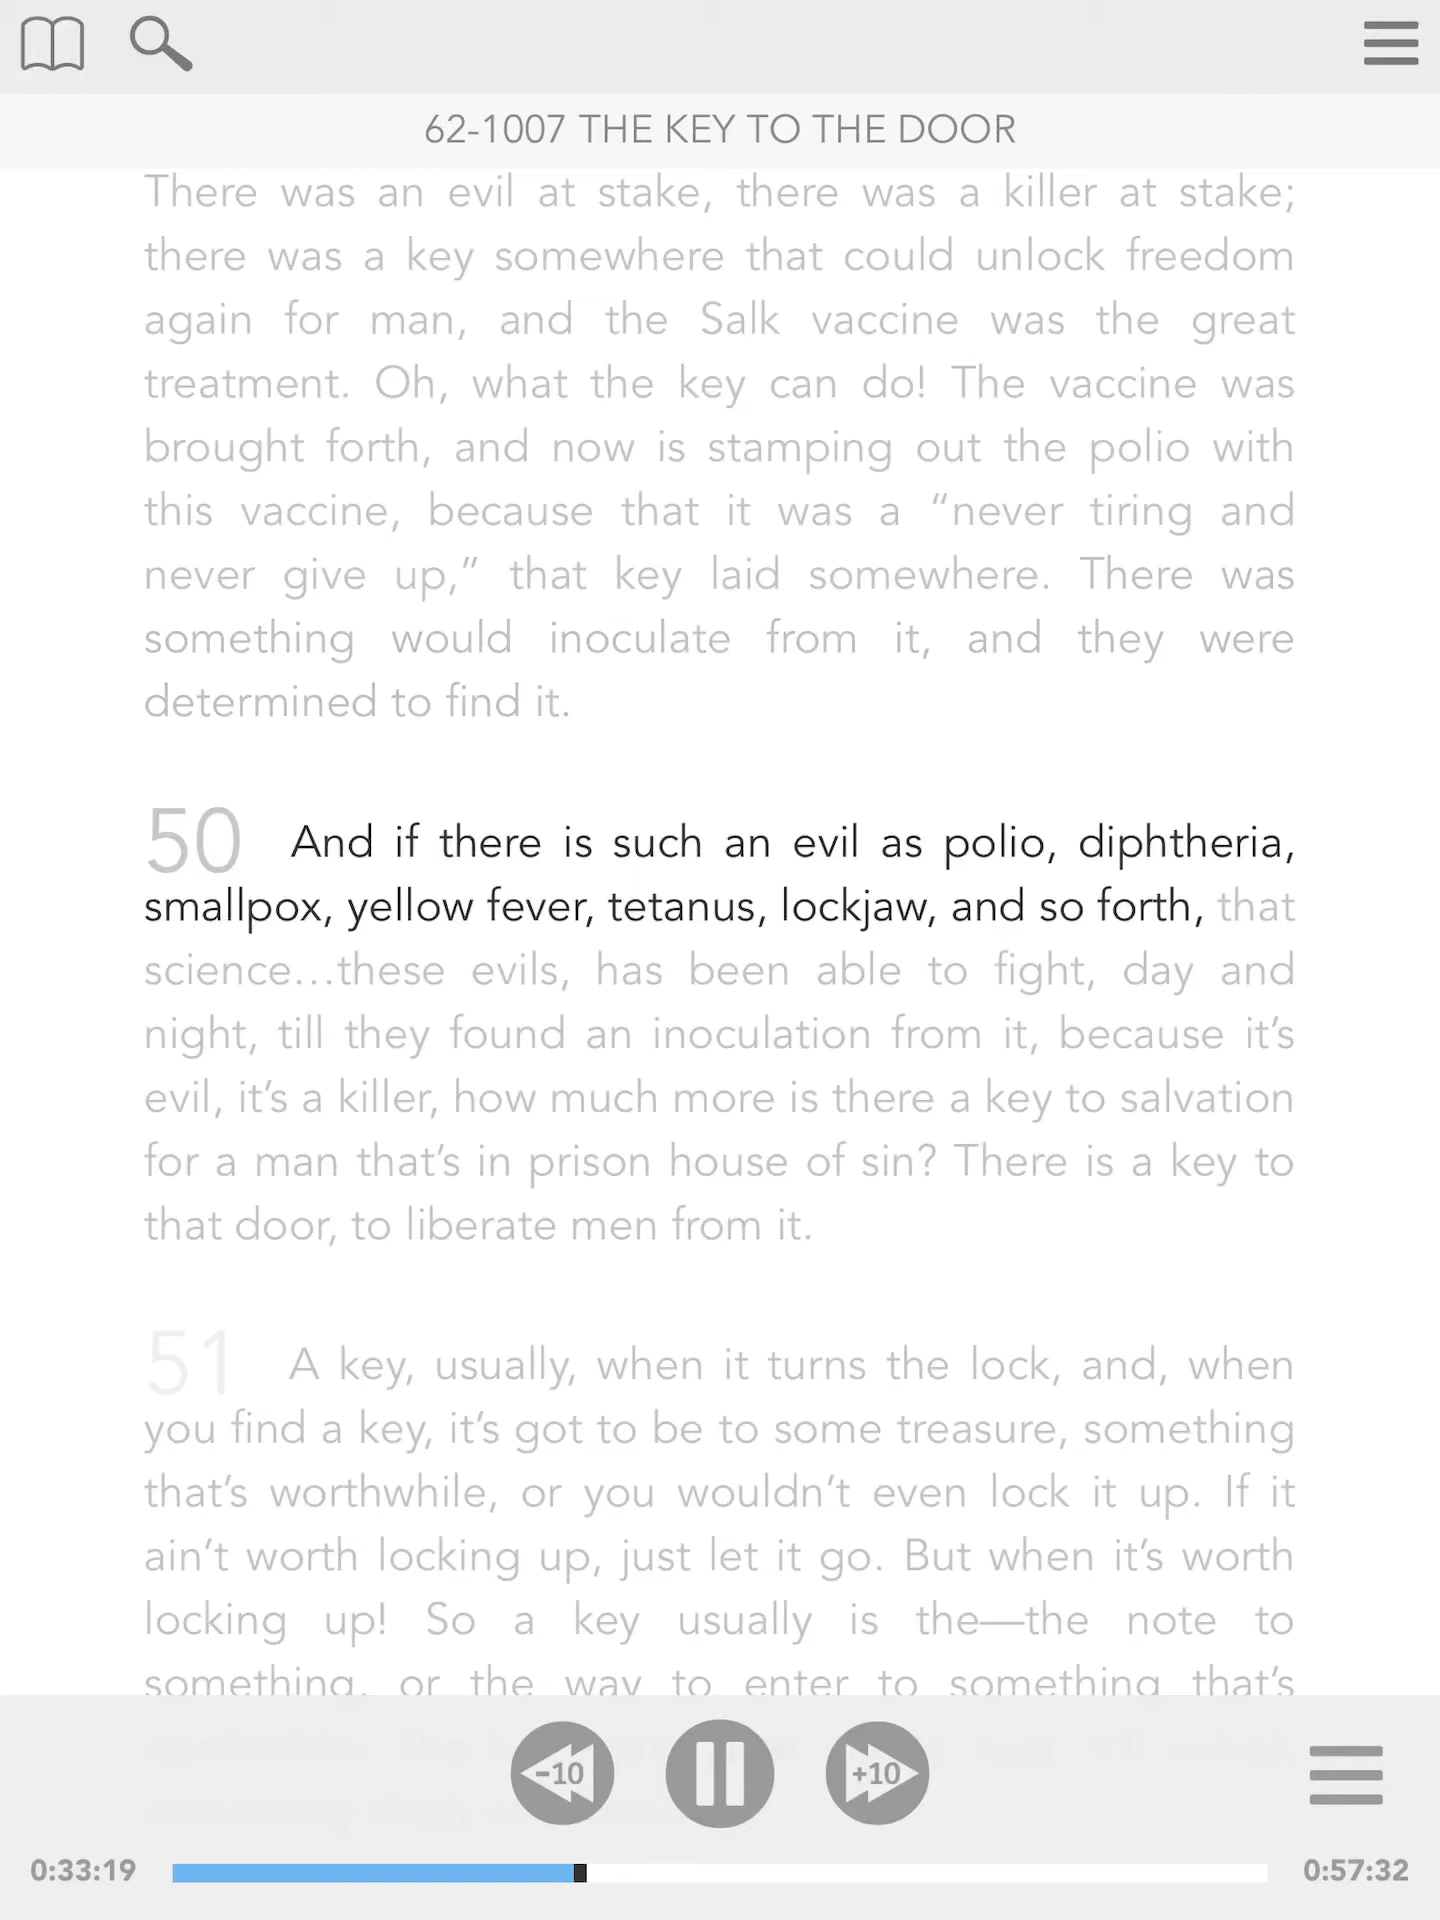 62-1007 THE KEY TO THE DOOR
There was an evil at stake, there was a killer at stake;
there was a key somewhere that could unlock freedom
again for man, and the Salk vaccine was the great
treatment. Oh, what the key can do! The vaccine was
brought forth, and now is stamping out the polio with
this vaccine, because that it was a “never tiring and
never give up,” that key laid somewhere. There was
something would inoculate from it, and they were
determined to find it.
50 And if there is such an evil as polio, diphtheria,
smallpox, yellow fever, tetanus, lockjaw, and so forth, that
science…these evils, has been able to fight, day and
night, till they found an inoculation from it, because it’s
evil, it’s a killer, how much more is there a key to salvation
for a man that’s in prison house of sin? There is a key to
that door, to liberate men from it.
51 A key, usually, when it turns the lock, and, when
you find a key, it’s got to be to some treasure, something
that’s worthwhile, or you wouldn’t even lock it up. If it
ain’t worth locking up, just let it go. But when it’s worth
locking up! So a key usually is the—the note to
something, or the way to enter to something that’s
-10 +10
0:33:19 0:57:32